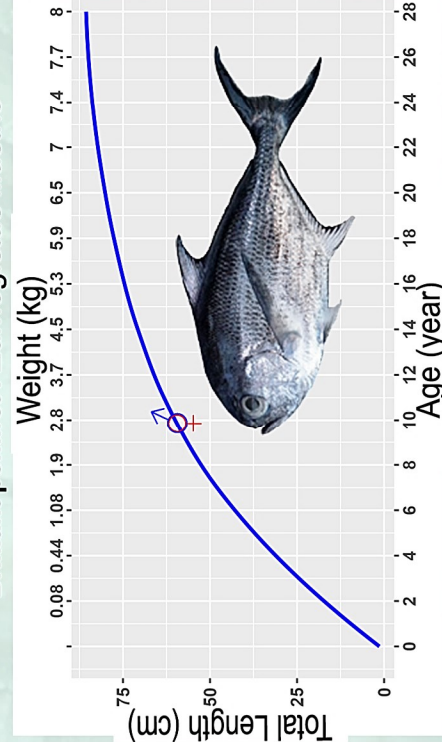 Weight (kg)
0.08 0.44 1.08 1.9 2.8 3.7 4.5 5.3 5.9 6.5 7 7.4 7.7 8
Total Length (cm)
75
50
25
0
0 2 4 6 8 10 12 14 16 18 20 22 24 26 28
Age (year)